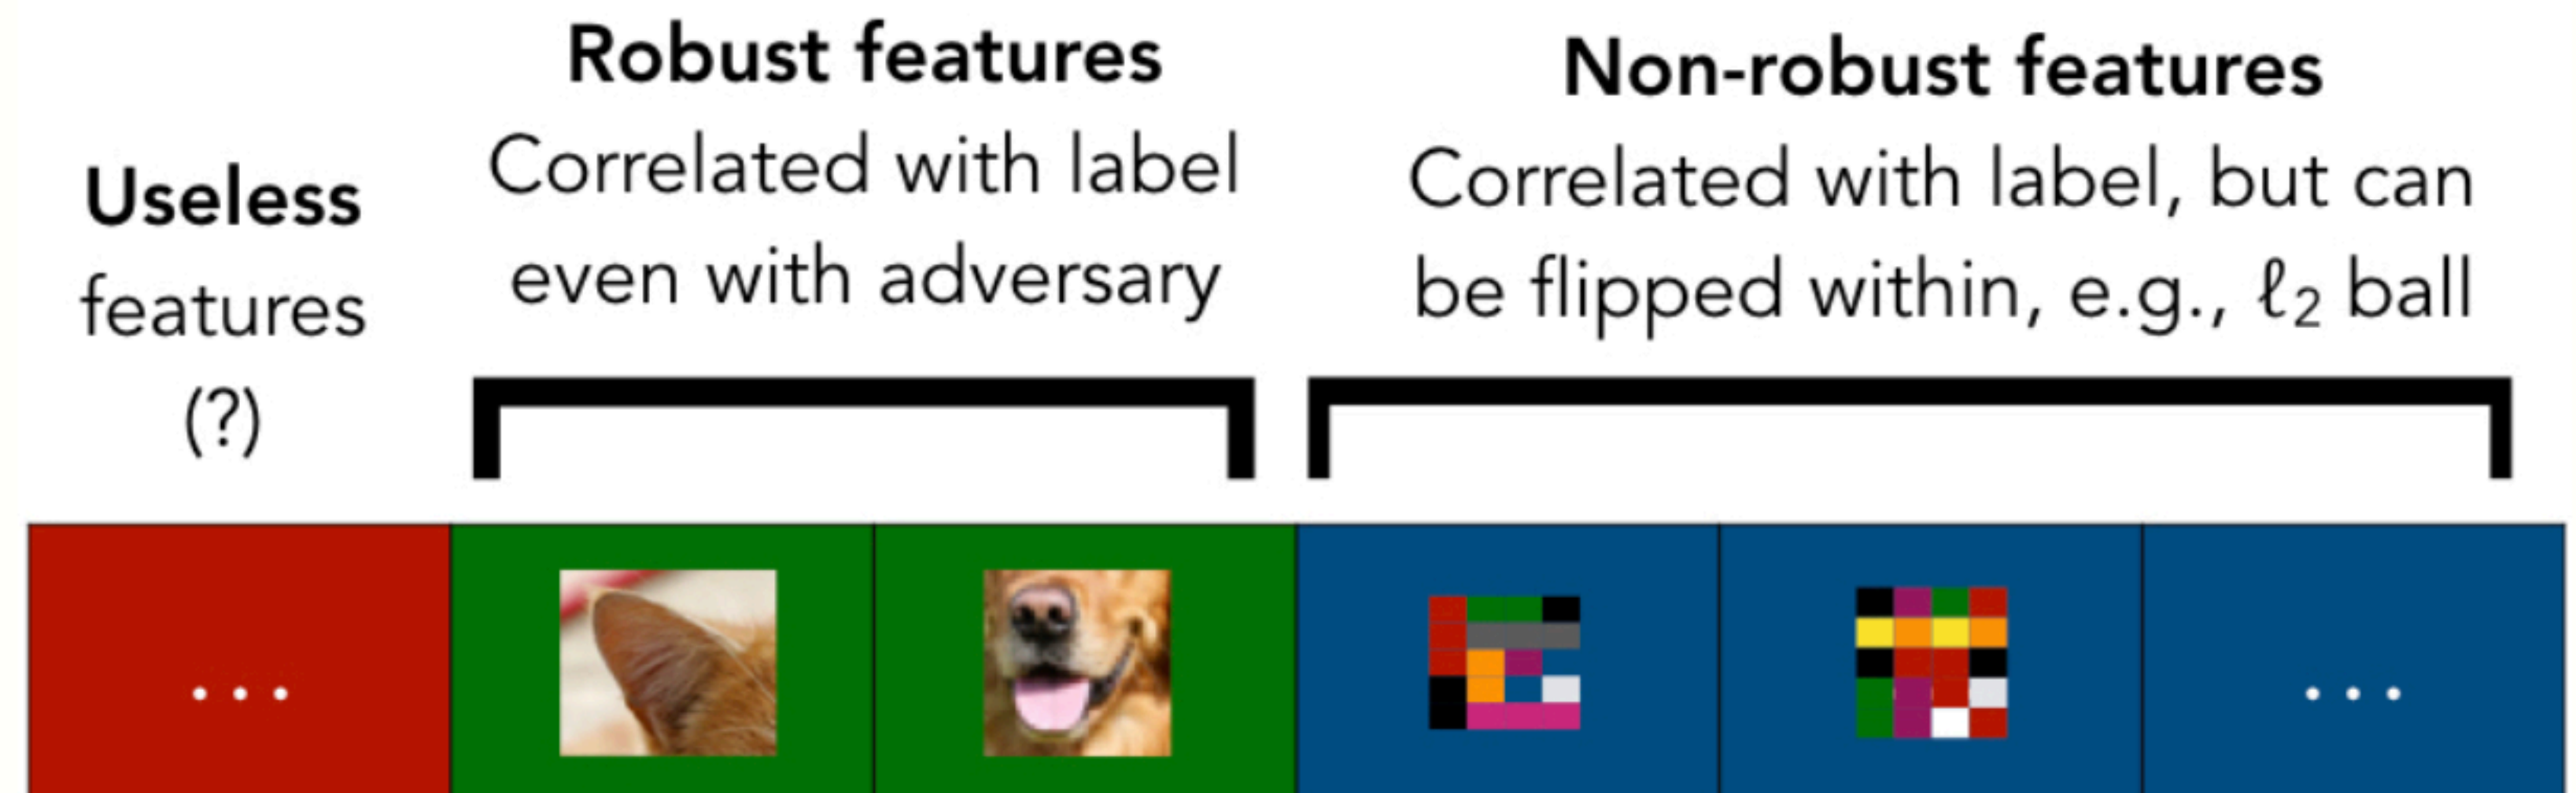 Useless
features
(?)
Robust features
Correlated with label
even with adversary
Non-robust features
Correlated with label, but can
be flipped within, e.g., ℓ₂ ball
...
...